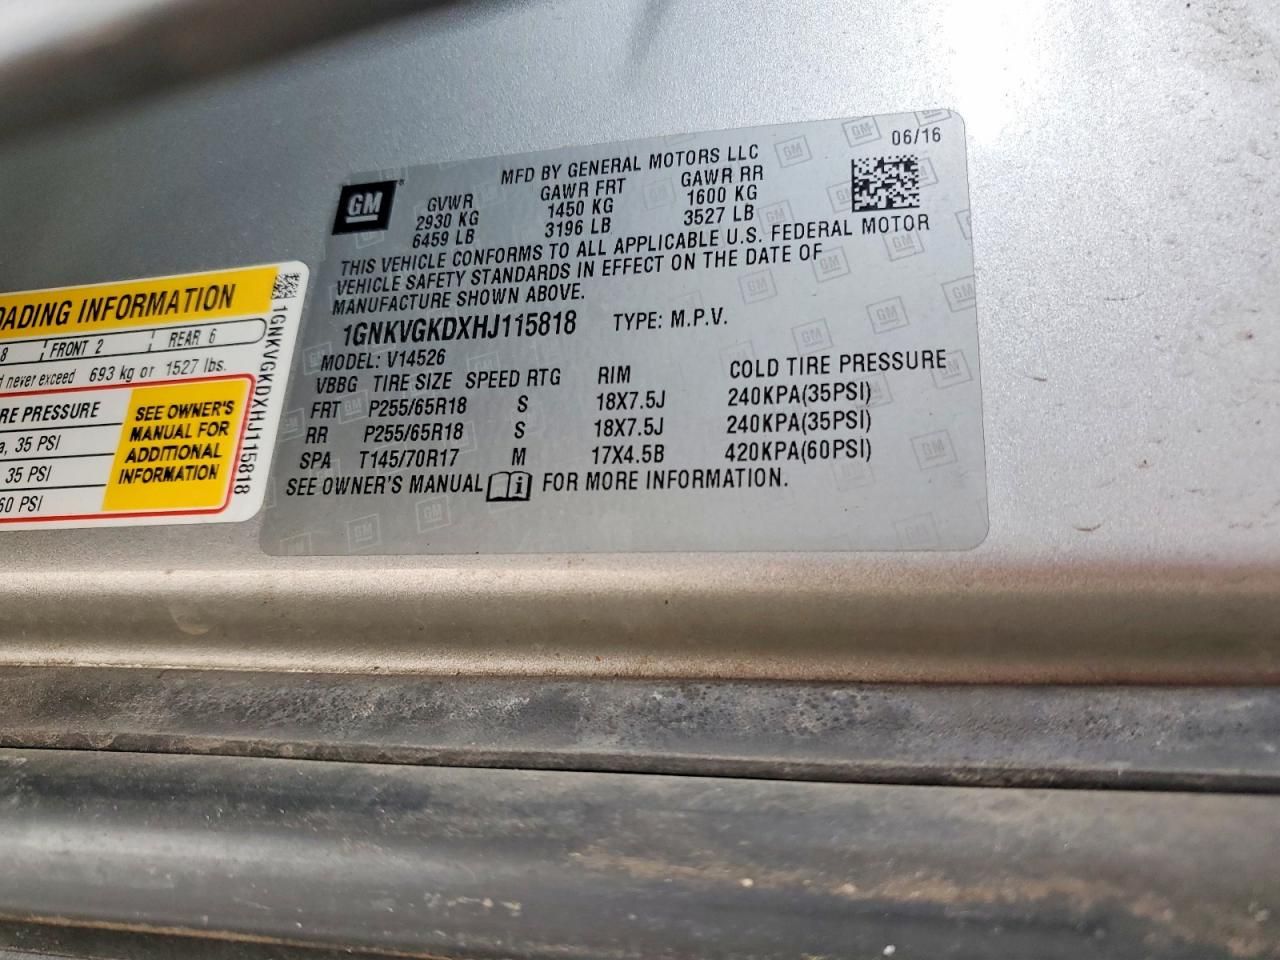 06/16
MFD BY GENERAL MOTORS LLC
GM
GVWR GAWR FRT GAWR RR
2930 KG 1450 KG 1600 KG
6459 LB 3196 LB 3527 LB
THIS VEHICLE CONFORMS TO ALL APPLICABLE U.S. FEDERAL MOTOR
VEHICLE SAFETY STANDARDS IN EFFECT ON THE DATE OF
MANUFACTURE SHOWN ABOVE.
1GNKVGKDXHJ115818 TYPE: M.P.V.
MODEL: V14526
VBBG TIRE SIZE SPEED RTG RIM COLD TIRE PRESSURE
FRT P255/65R18 S 18X7.5J 240KPA(35PSI)
RR P255/65R18 S 18X7.5J 240KPA(35PSI)
SPA T145/70R17 M 17X4.5B 420KPA(60PSI)
SEE OWNER'S MANUAL i FOR MORE INFORMATION.
OADING INFORMATION
8 FRONT 2 REAR 6
d never exceed 693 kg or 1527 lbs.
RE PRESSURE
a, 35 PSI
35 PSI
60 PSI
SEE OWNER'S
MANUAL FOR
ADDITIONAL
INFORMATION
1GNKVGKDXHJ115818